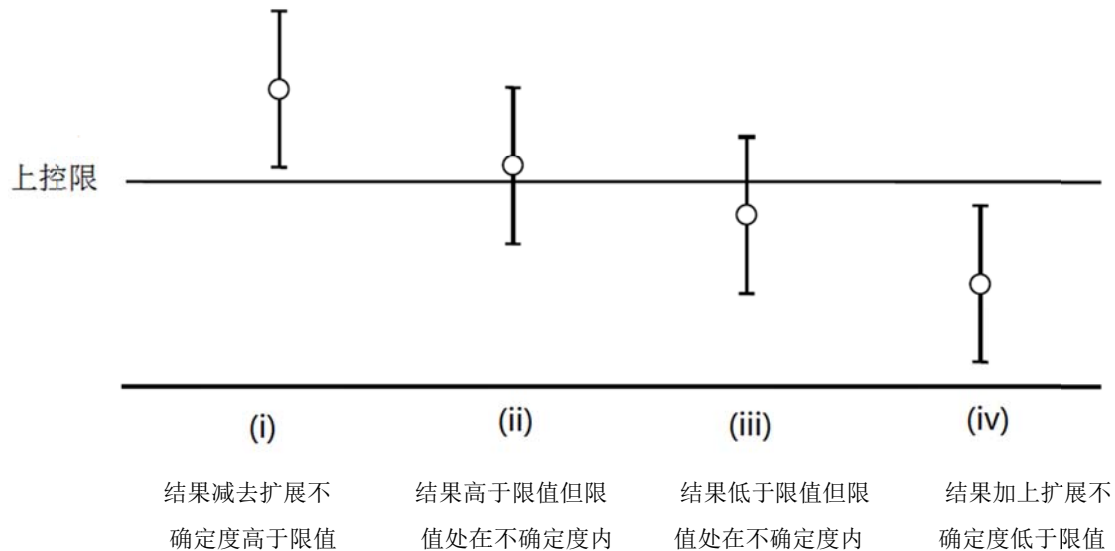 上控限
(i)
(ii)
(iii)
(iv)
结果减去扩展不
确定度高于限值
结果高于限值但限
值处在不确定度内
结果低于限值但限
值处在不确定度内
结果加上扩展不
确定度低于限值